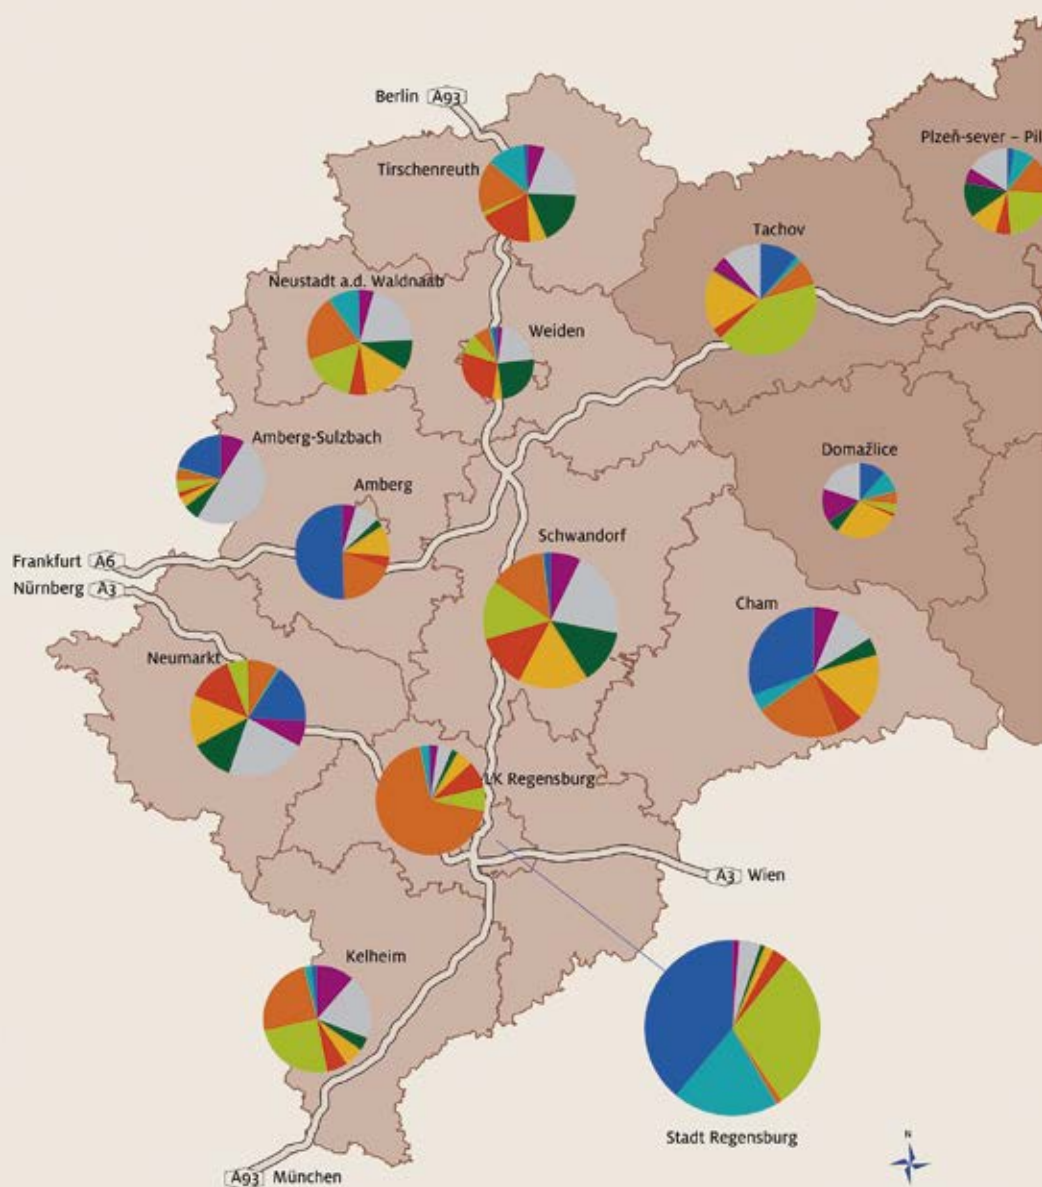 Berlin A93
Plzeň-sever –
Tirschenreuth
Tachov
Neustadt a.d. Waldnaab
Weiden
Amberg-Sulzbach
Domažlice
Amberg
Schwandorf
Frankfurt A6
Nürnberg A3
Cham
Neumarkt
LK Regensburg
A3 Wien
Kelheim
Stadt Regensburg
N
A93 München